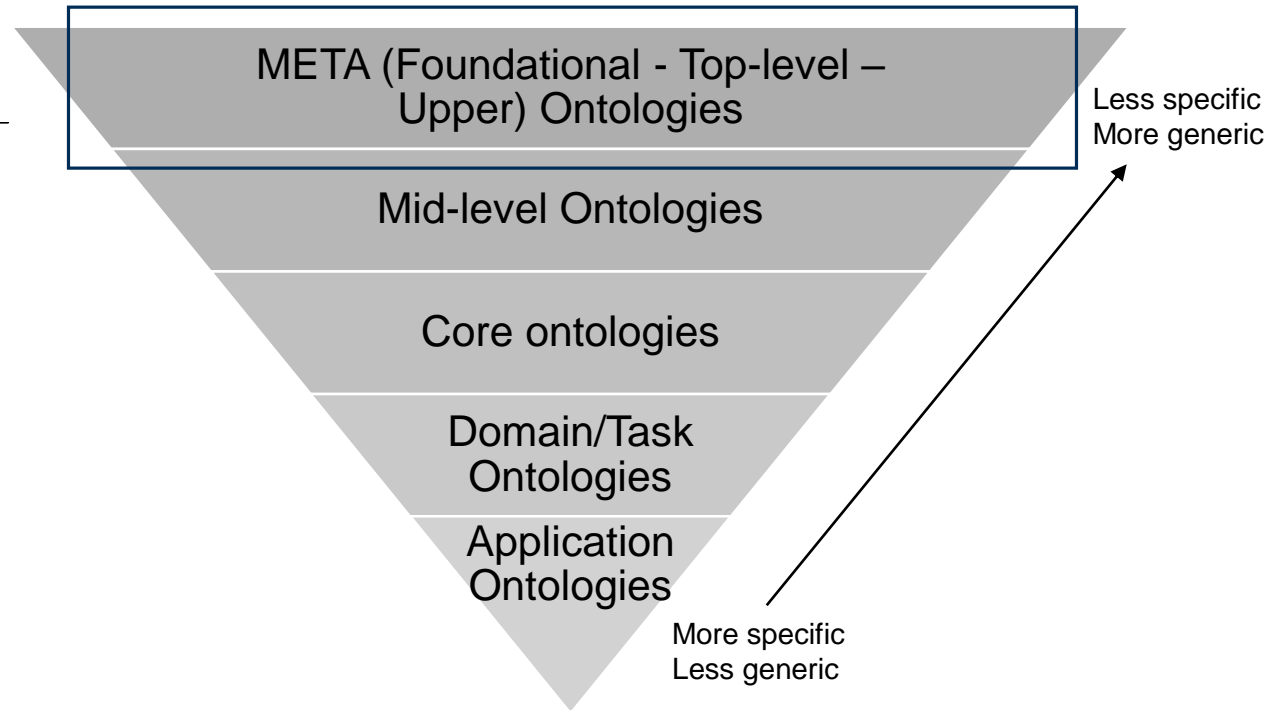 META (Foundational - Top-level –
Upper) Ontologies
Less specific
More generic
Mid-level Ontologies
Core ontologies
Domain/Task
Ontologies
Application
Ontologies
More specific
Less generic